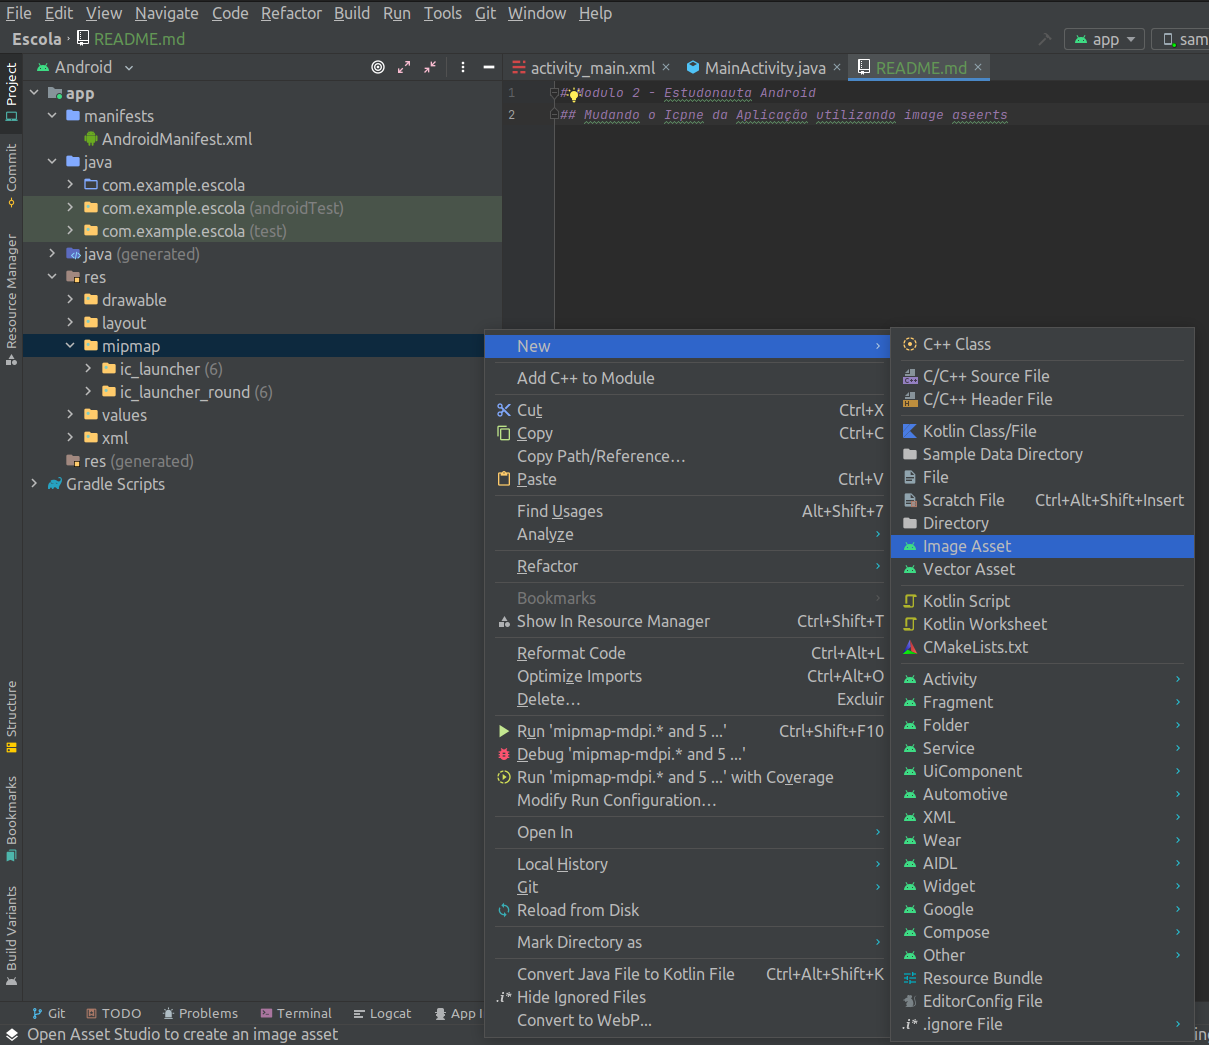 File Edit View Navigate Code Refactor Build Run Tools Git Window Help
Escola README.md app sam
Project Android activity_main.xml MainActivity.java README.md
app
manifests
AndroidManifest.xml
java
com.example.escola
com.example.escola (androidTest)
com.example.escola (test)
java (generated)
res
drawable
layout
mipmap
ic_launcher (6)
ic_launcher_round (6)
values
xml
res (generated)
Gradle Scripts
Commit
Resource Manager
Structure
Bookmarks
Build Variants
1 # Modulo 2 - Estudonauta Android
2 ## Mudando o Icpne da Aplicação utilizando image aseerts
New
Add C++ to Module
Cut Ctrl+X
Copy Ctrl+C
Copy Path/Reference...
Paste Ctrl+V
Find Usages Alt+Shift+7
Analyze
Refactor
Bookmarks
Show In Resource Manager Ctrl+Shift+T
Reformat Code Ctrl+Alt+L
Optimize Imports Ctrl+Alt+O
Delete... Excluir
Run 'mipmap-mdpi.* and 5 ...' Ctrl+Shift+F10
Debug 'mipmap-mdpi.* and 5 ...'
Run 'mipmap-mdpi.* and 5 ...' with Coverage
Modify Run Configuration...
Open In
Local History
Git
Reload from Disk
Mark Directory as
Convert Java File to Kotlin File Ctrl+Alt+Shift+K
.i* Hide Ignored Files
Convert to WebP...
C++ Class
C/C++ Source File
C/C++ Header File
Kotlin Class/File
Sample Data Directory
File
Scratch File Ctrl+Alt+Shift+Insert
Directory
Image Asset
Vector Asset
Kotlin Script
Kotlin Worksheet
CMakeLists.txt
Activity
Fragment
Folder
Service
UiComponent
Automotive
XML
Wear
AIDL
Widget
Google
Compose
Other
Resource Bundle
EditorConfig File
.i* .ignore File
Git TODO Problems Terminal Logcat App I
Open Asset Studio to create an image asset